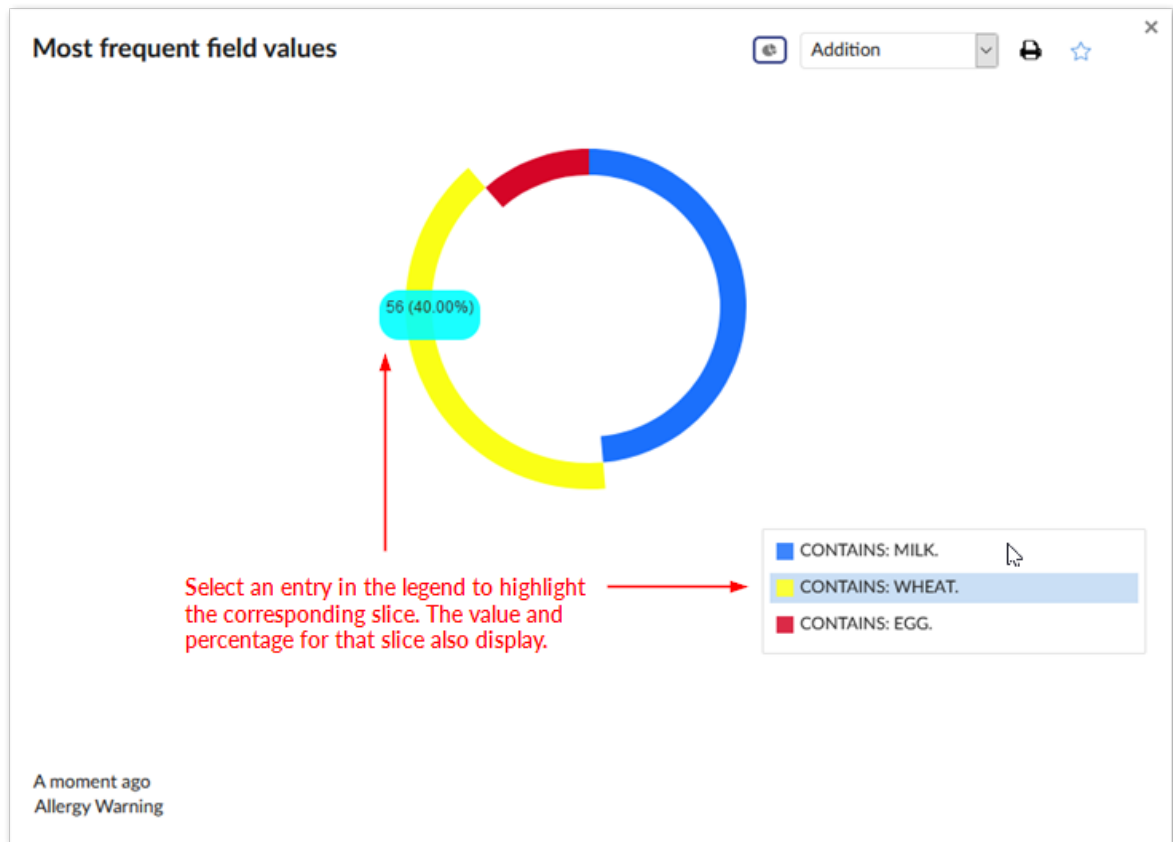 Most frequent field values
Addition
56 (40.00%)
Select an entry in the legend to highlight
the corresponding slice. The value and
percentage for that slice also display.
CONTAINS: MILK.
CONTAINS: WHEAT.
CONTAINS: EGG.
A moment ago
Allergy Warning